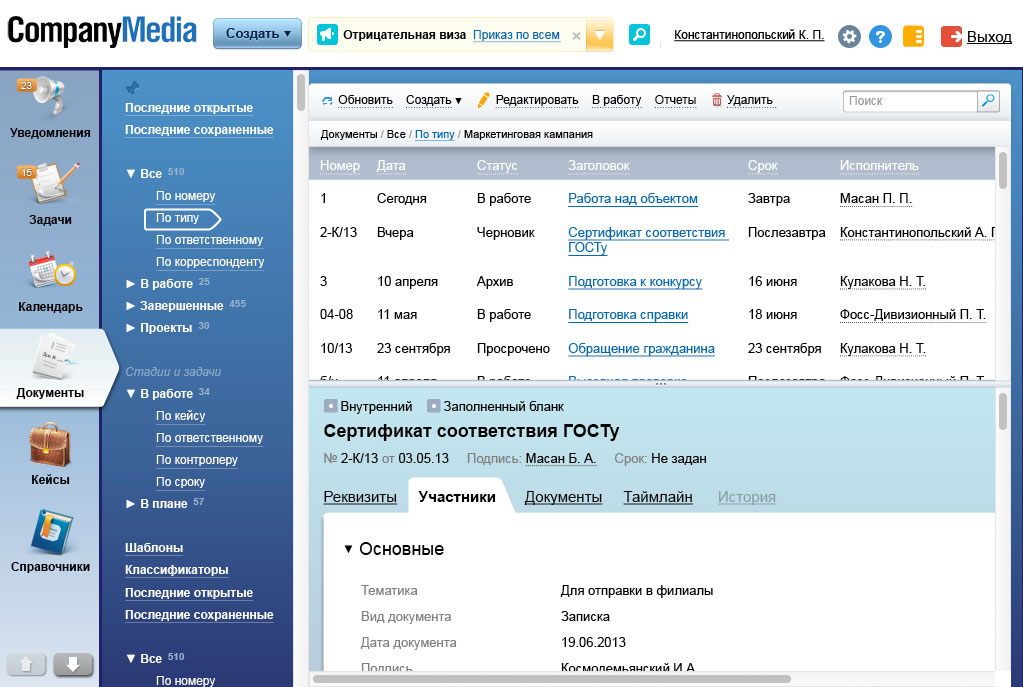 CompanyMedia
Создать ▾
Отрицательная виза Приказ по всем
Константинопольский К. П.
Выход
23
Уведомления
15
Задачи
Календарь
Документы
Кейсы
Справочники
Последние открытые
Последние сохраненные
▼ Все 510
По номеру
По типу
По ответственному
По корреспонденту
▶ В работе 25
▶ Завершенные 455
▶ Проекты 30
Стадии и задачи
▼ В работе 34
По кейсу
По ответственному
По контролеру
По сроку
▶ В плане 57
Шаблоны
Классификаторы
Последние открытые
Последние сохраненные
▼ Все 510
По номеру
Обновить Создать ▾ Редактировать В работу Отчеты Удалить Поиск
Документы / Все / По типу / Маркетинговая кампания
Номер Дата Статус Заголовок Срок Исполнитель
1 Сегодня В работе Работа над объектом Завтра Масан П. П.
2-К/13 Вчера Черновик Сертификат соответствия Послезавтра Константинопольский А. Г
ГОСТу
3 10 апреля Архив Подготовка к конкурсу 16 июня Кулакова Н. Т.
04-08 11 мая В работе Подготовка справки 18 июня Фосс-Дивизионный П. Т.
10/13 23 сентября Просрочено Обращение гражданина 23 сентября Кулакова Н. Т.
б/н 11 апреля В работе Выездная проверка Послезавтра Фосс-Дивизионный П. Т.
Внутренний Заполненный бланк
Сертификат соответствия ГОСТу
№ 2-К/13 от 03.05.13 Подпись: Масан Б. А. Срок: Не задан
Реквизиты Участники Документы Таймлайн История
▼ Основные
Тематика Для отправки в филиалы
Вид документа Записка
Дата документа 19.06.2013
Подпись Космодемьянский И.А.